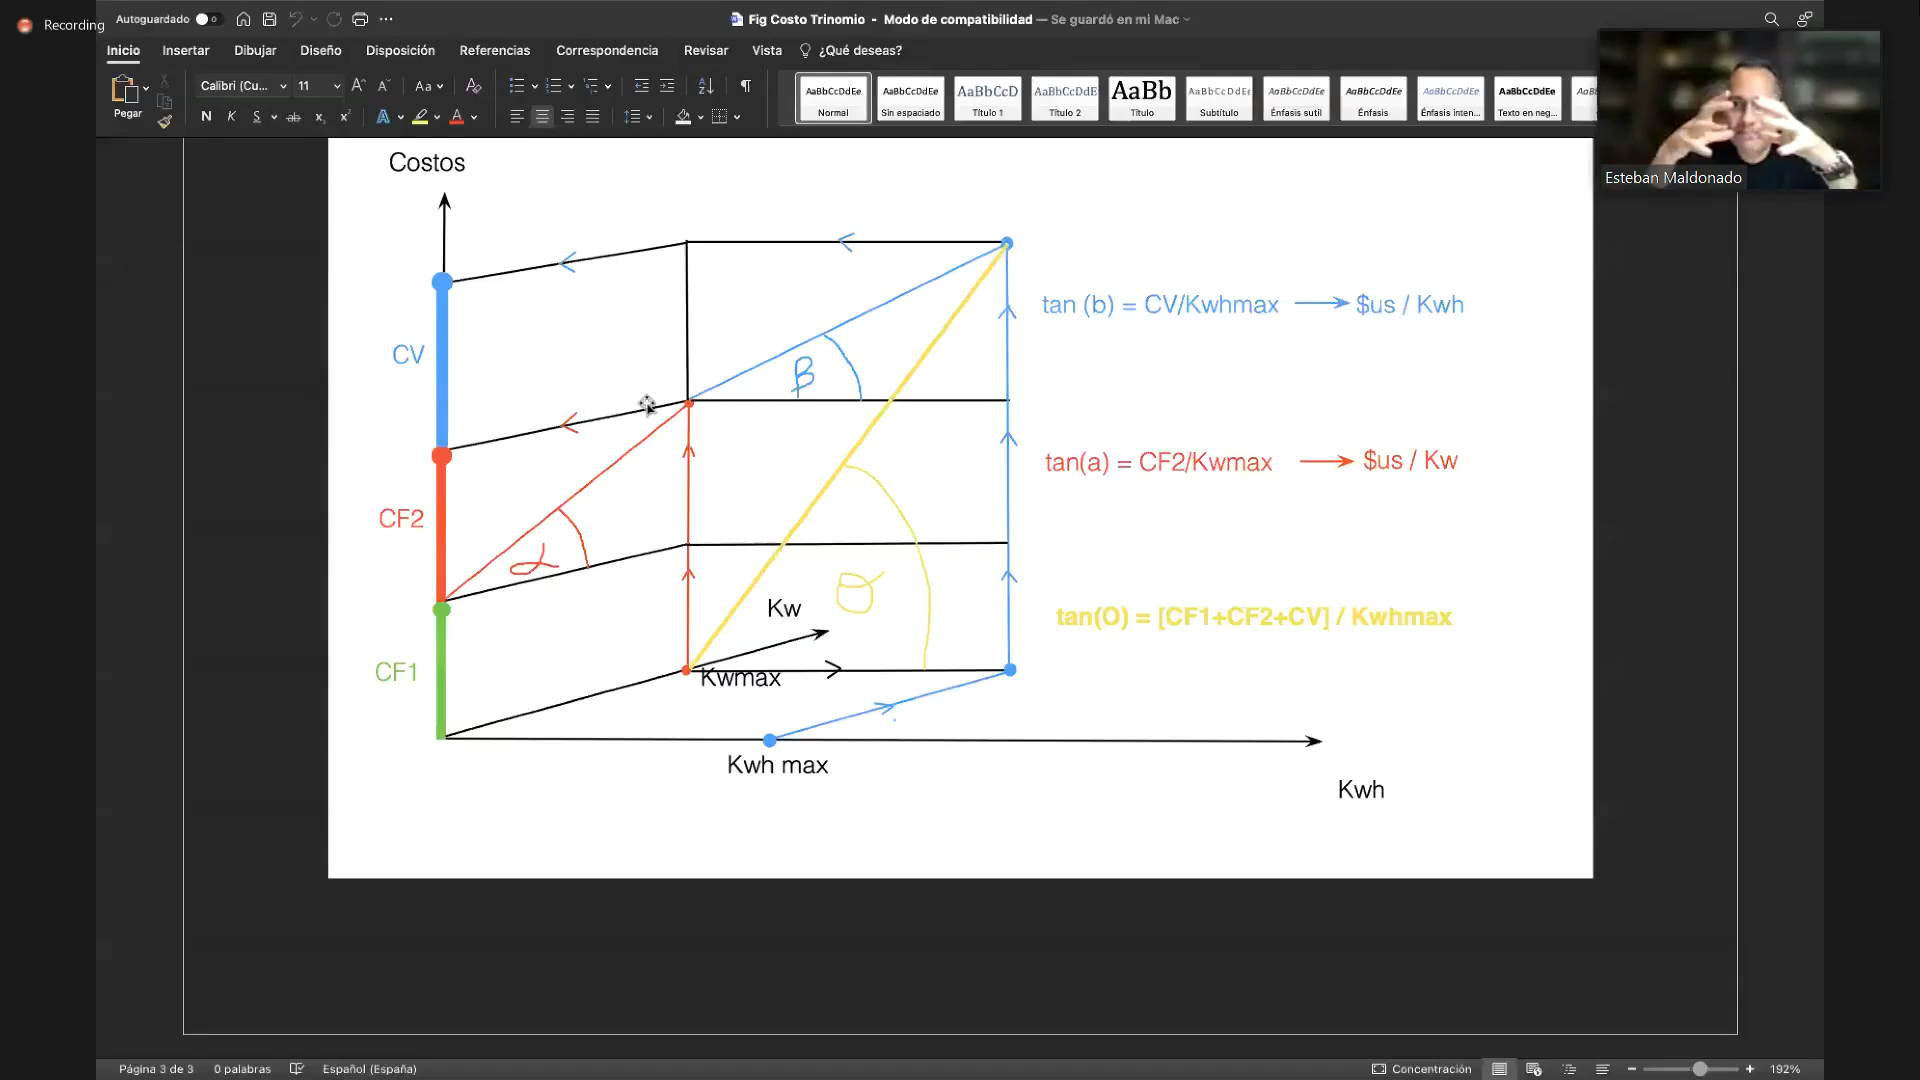 Recording
Autoguardado
Fig Costo Trinomio - Modo de compatibilidad — Se guardó en mi Mac
Inicio Insertar Dibujar Diseño Disposición Referencias Correspondencia Revisar Vista ¿Qué deseas?
Pegar
Calibri (Cu... 11
N K S ab x x A A
AaBbCcDdEe AaBbCcDdEe AaBbCcD AaBbCcDdE AaBb AaBbCcDdEe AaBbCcDdEe AaBbCcDdEe AaBbCcDdEe AaBbCcDdEe
Normal Sin espaciado Título 1 Título 2 Título Subtítulo Énfasis sutil Énfasis Énfasis inten... Texto en neg...
Esteban Maldonado
Costos
tan (b) = CV/Kwhmax $us / Kwh
CV
β
tan(a) = CF2/Kwmax $us / Kw
CF2
α
Kw
Θ
tan(O) = [CF1+CF2+CV] / Kwhmax
CF1
Kwmax
Kwh max
Kwh
Página 3 de 3 0 palabras Español (España) Concentración 192%